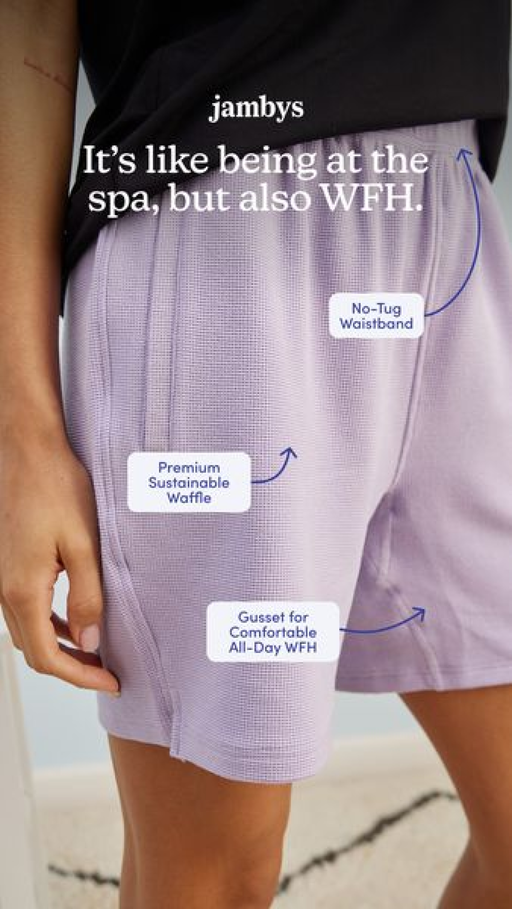 jambys
It's like being at the
spa, but also WFH.
No-Tug
Waistband
Premium
Sustainable
Waffle
Gusset for
Comfortable
All-Day WFH